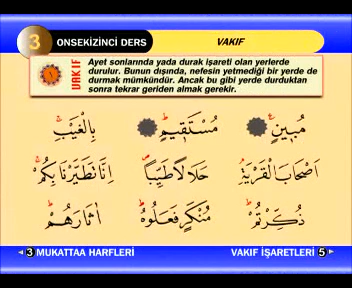 3 ONSEKİZİNCİ DERS VAKIF
VAKIF
Ayet sonlarında yada durak işareti olan yerlerde
durulur. Bunun dışında, nefesin yetmediği bir yerde de
durmak mümkündür. Ancak bu gibi yerde durduktan
sonra tekrar geriden almak gerekir.
مُبٖينٍ مُسْتَقٖيمٍ بِالْغَيْبِ
اَصْحَابَ الْقَرْيَةِ حَلَالًا طَيِّبًا اِنَّا تَطَيَّرْنَا بِكُمْ
ذُكِّرْتُمْ مُنْكَرٍ فَعَلُوهُ اٰثَارَهُمْ
3 MUKATTAA HARFLERİ VAKIF İŞARETLERİ 5